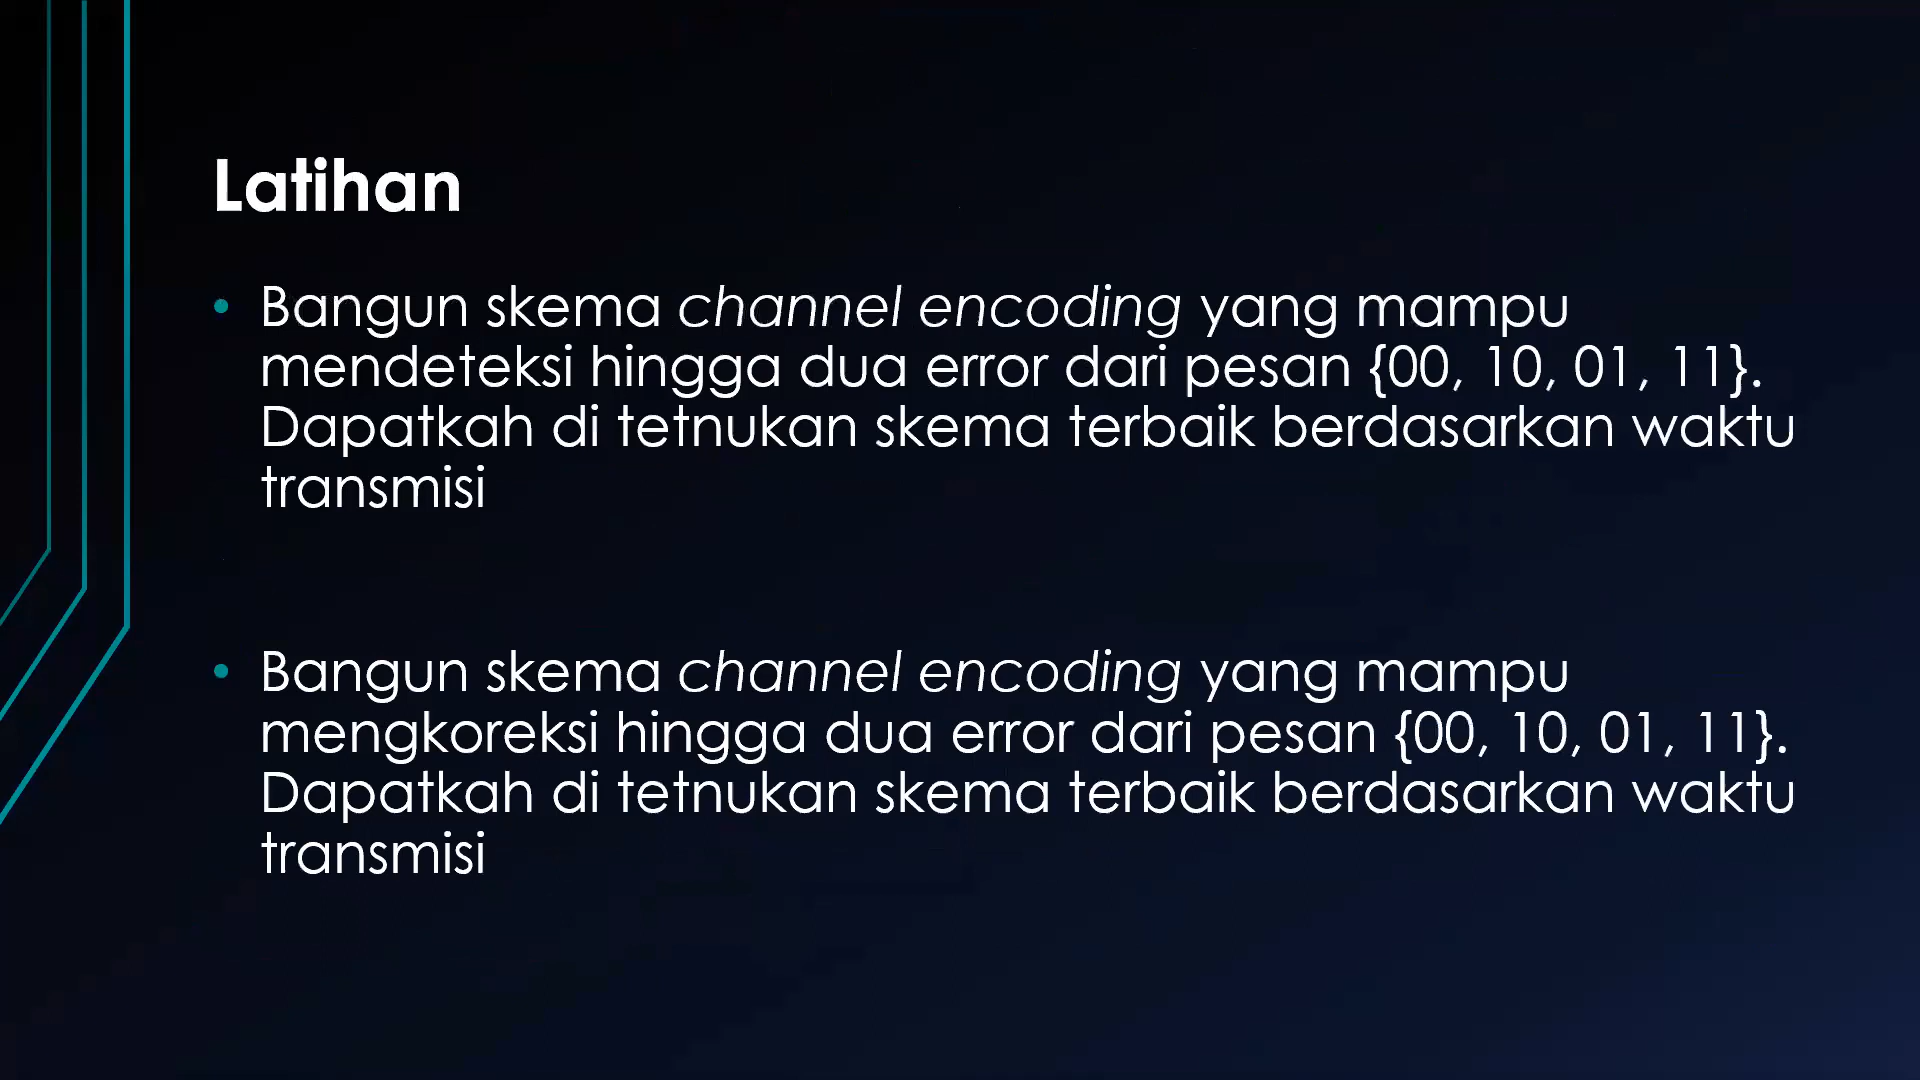 Latihan
• Bangun skema channel encoding yang mampu
mendeteksi hingga dua error dari pesan {00, 10, 01, 11}.
Dapatkah di tetnukan skema terbaik berdasarkan waktu
transmisi
• Bangun skema channel encoding yang mampu
mengkoreksi hingga dua error dari pesan {00, 10, 01, 11}.
Dapatkah di tetnukan skema terbaik berdasarkan waktu
transmisi